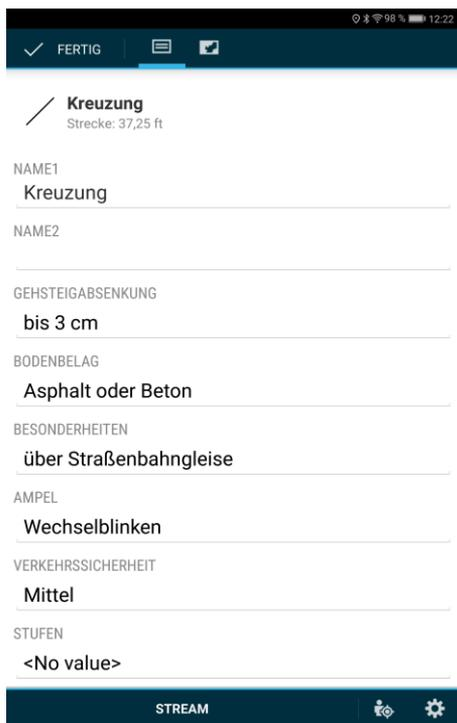 98 % 12:22
FERTIG
Kreuzung
Strecke: 37,25 ft
NAME1
Kreuzung
NAME2
GEHSTEIGABSENKUNG
bis 3 cm
BODENBELAG
Asphalt oder Beton
BESONDERHEITEN
über Straßenbahngleise
AMPEL
Wechselblinken
VERKEHRSSICHERHEIT
Mittel
STUFEN
<No value>
STREAM